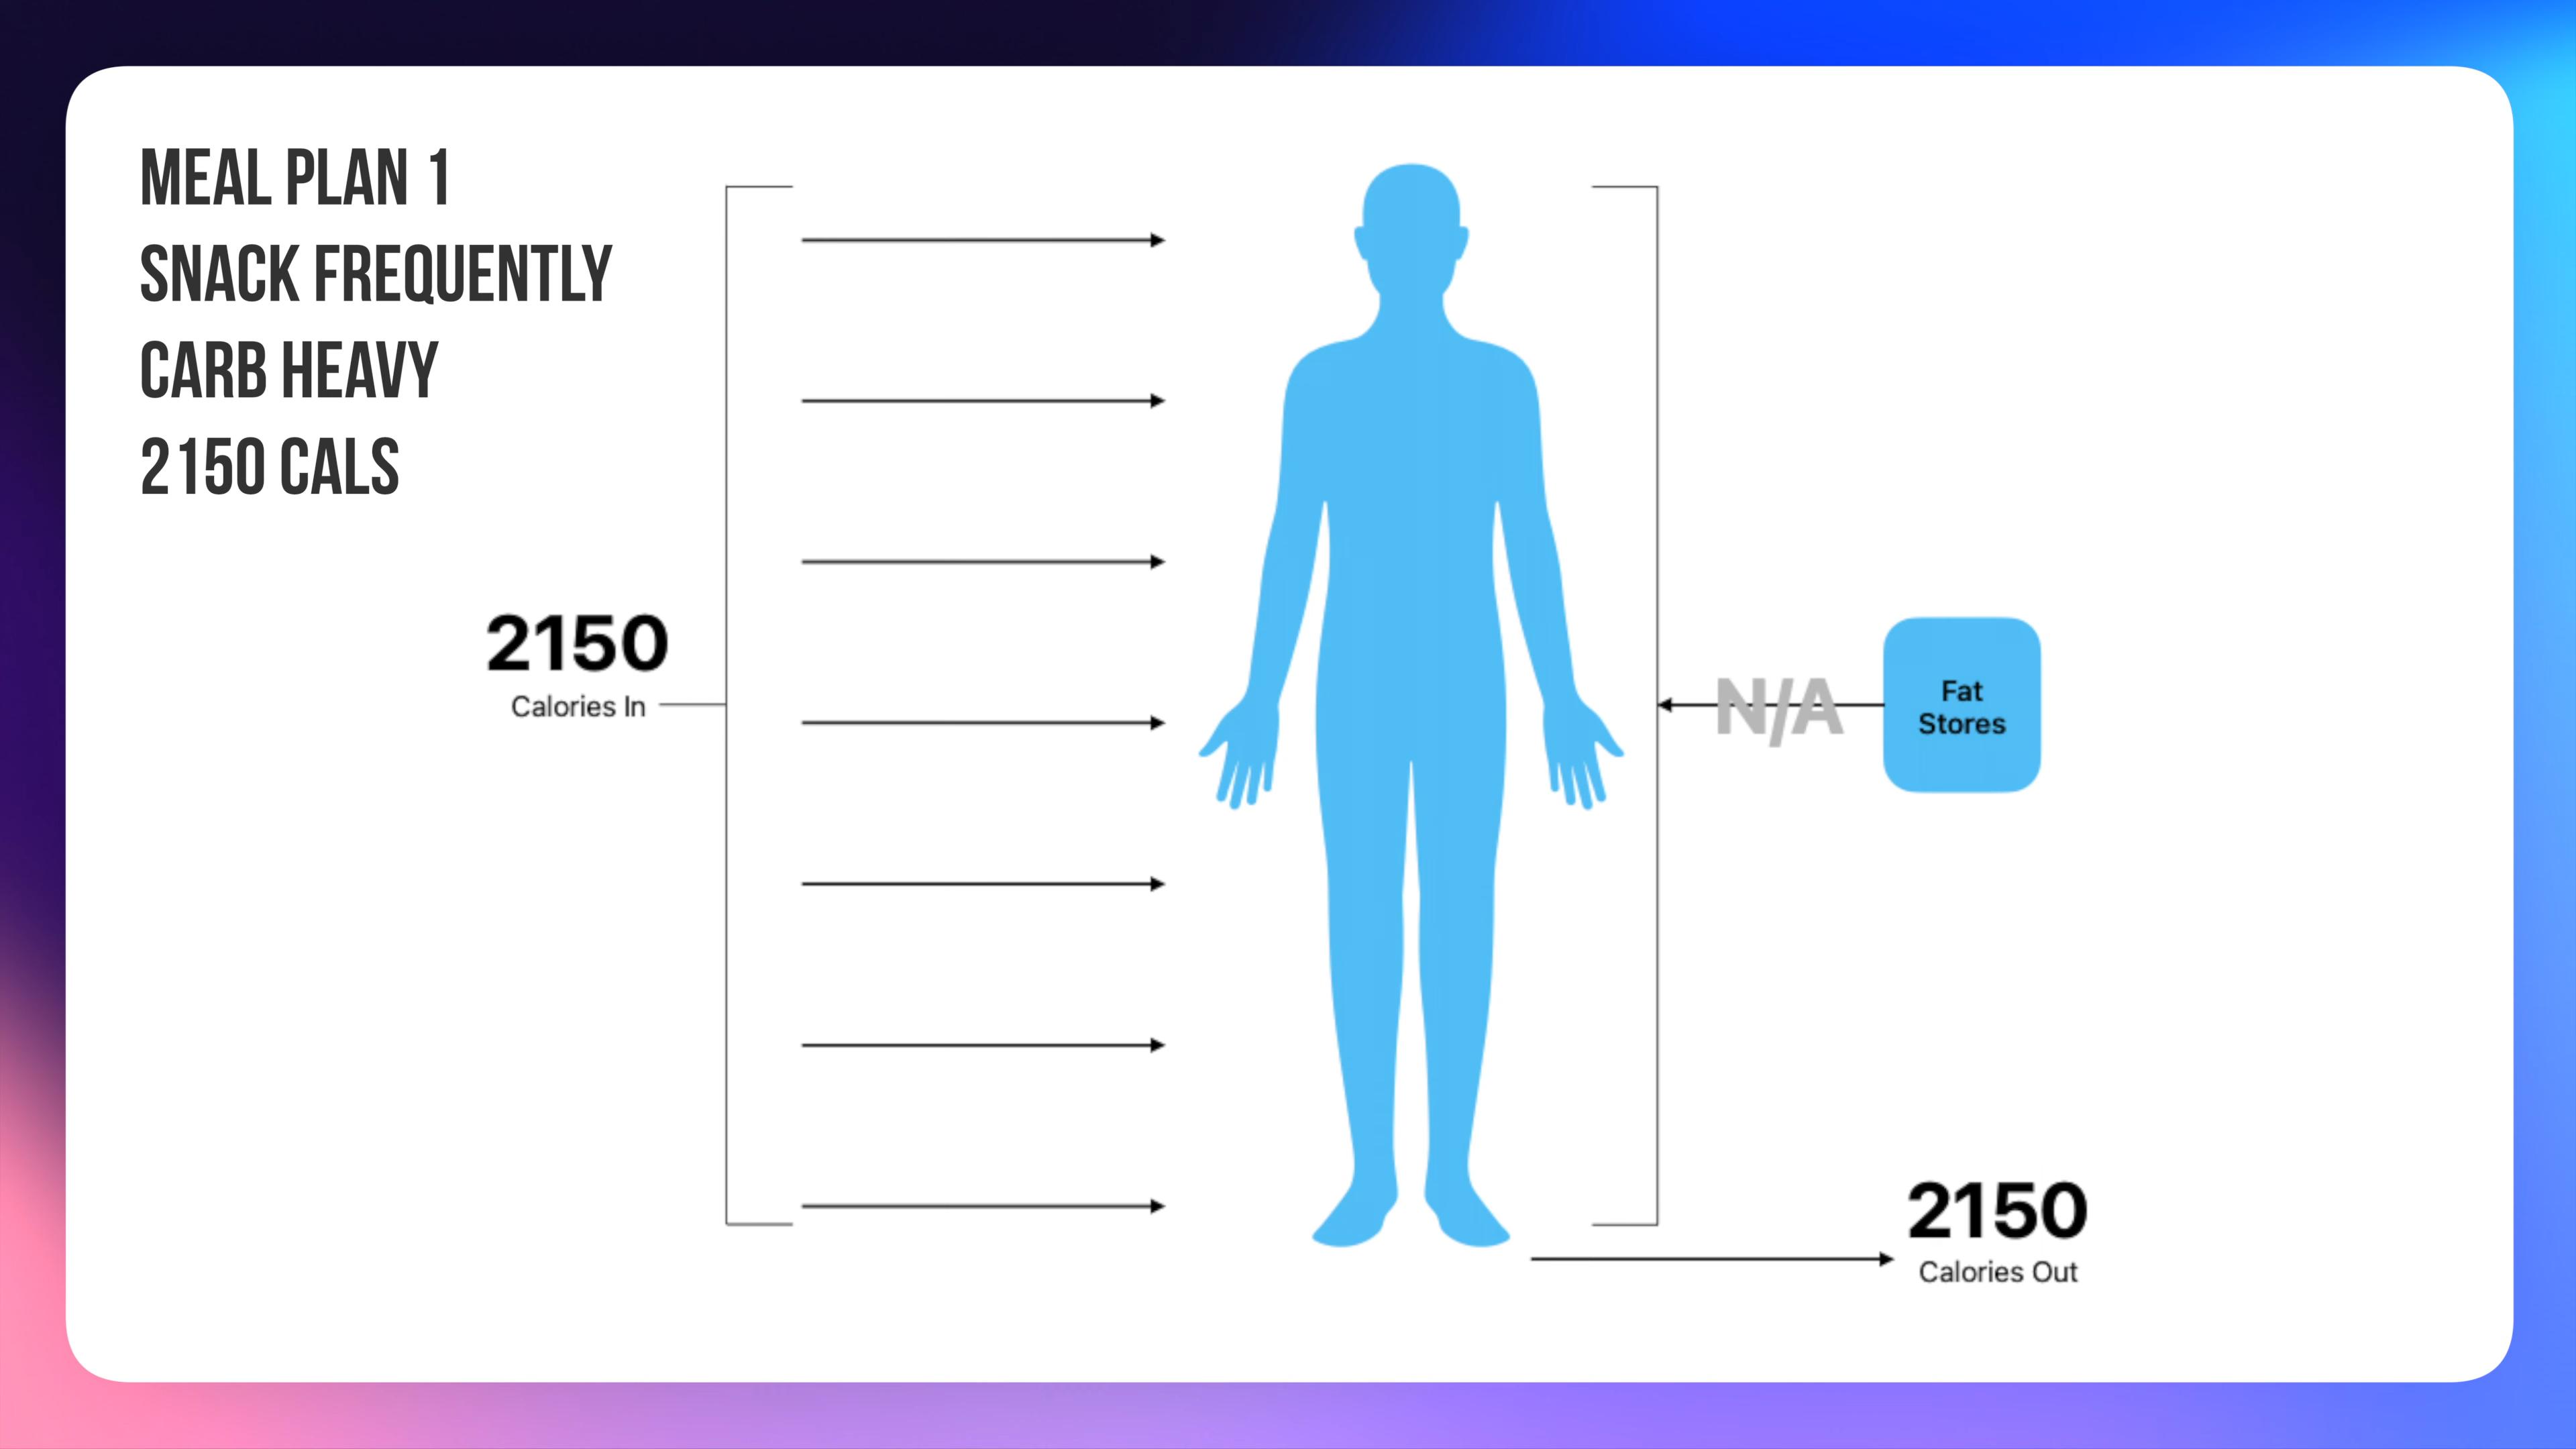 MEAL PLAN 1
SNACK FREQUENTLY
CARB HEAVY
2150 CALS
2150
Calories In
N/A
Fat
Stores
2150
Calories Out